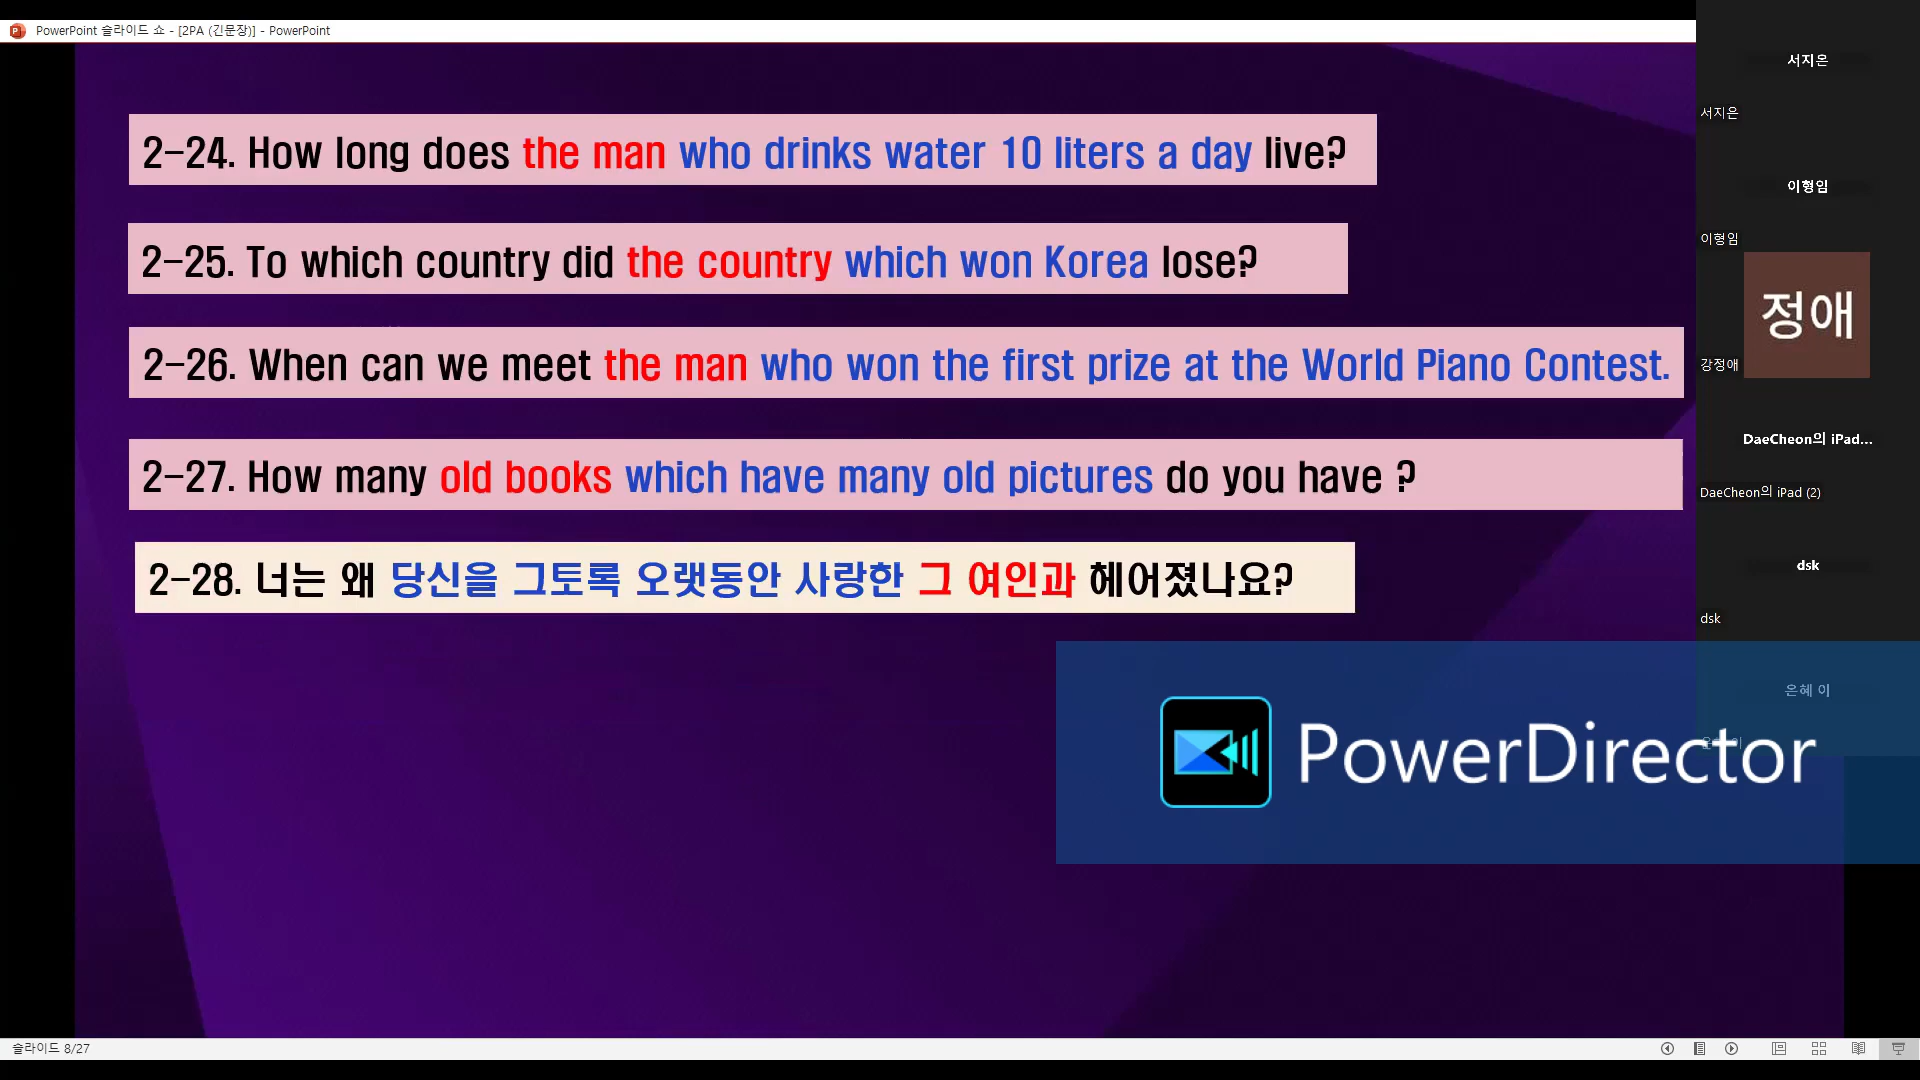 PowerPoint 슬라이드 쇼 - [2PA (긴문장)] - PowerPoint
2-24. How long does the man who drinks water 10 liters a day live?
2-25. To which country did the country which won Korea lose?
2-26. When can we meet the man who won the first prize at the World Piano Contest.
2-27. How many old books which have many old pictures do you have ?
2-28. 너는 왜 당신을 그토록 오랫동안 사랑한 그 여인과 헤어졌나요?
서지은
서지은
이형임
이형임
정애
강정애
DaeCheon의 iPad...
DaeCheon의 iPad (2)
dsk
dsk
은혜 이
PowerDirector
슬라이드 8/27